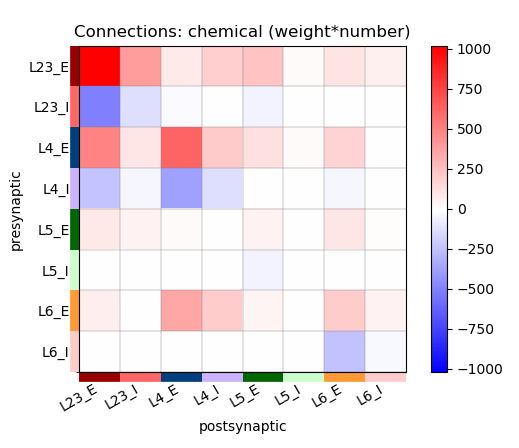 Connections: chemical (weight*number)
L23_E
L23_I
L4_E
L4_I
L5_E
L5_I
L6_E
L6_I
presynaptic
L23_E
L23_I
L4_E
L4_I
L5_E
L5_I
L6_E
L6_I
postsynaptic
1000
750
500
250
0
−250
−500
−750
−1000